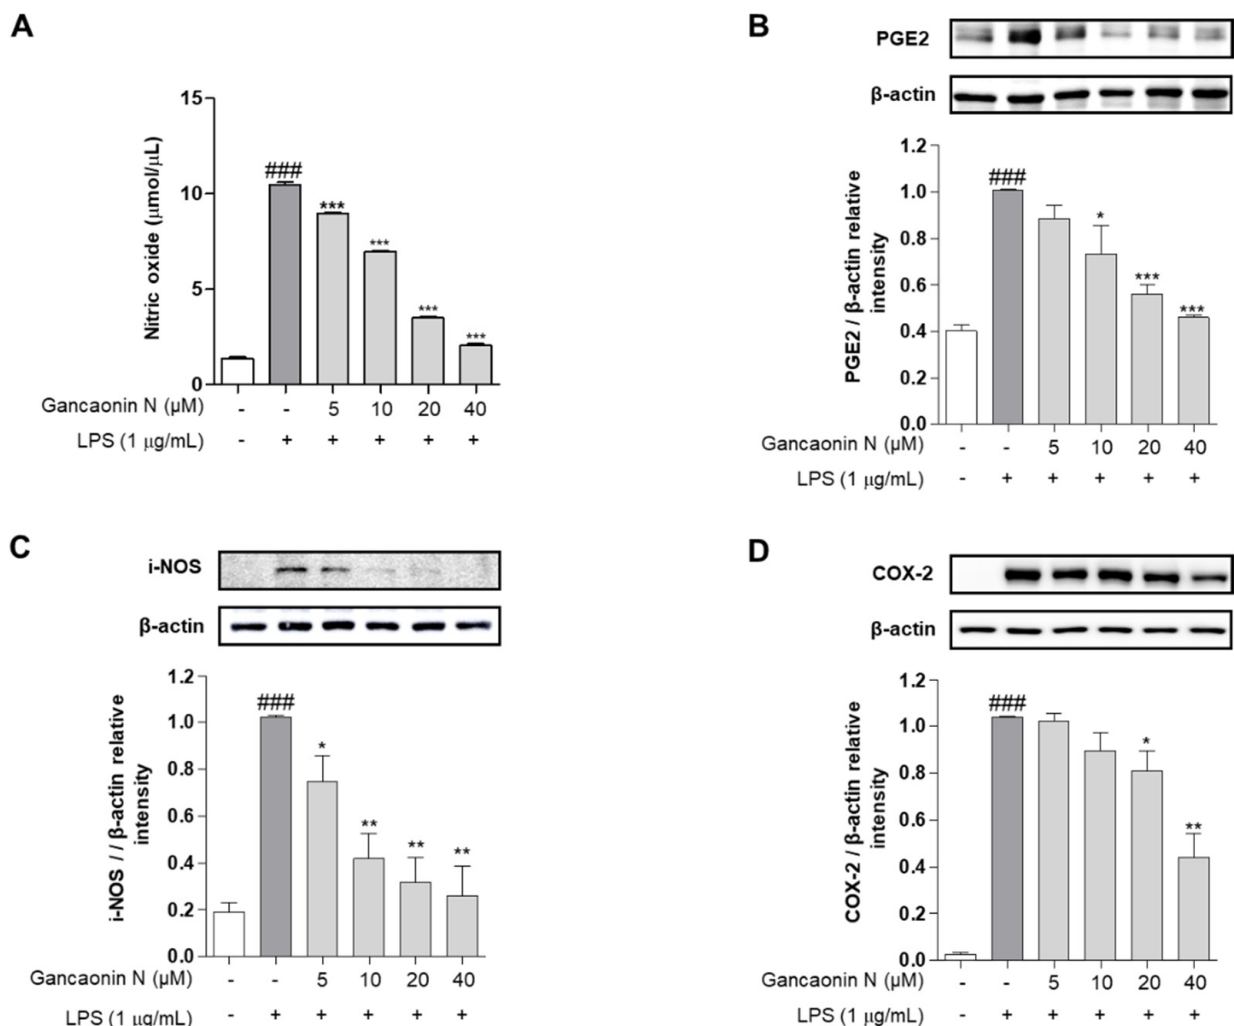 A
15
10
5
0
Nitric oxide (μmol/μL)
###
***
***
***
***
Gancaonin N (μM) - - 5 10 20 40
LPS (1 μg/mL) - + + + + +
B
PGE2
β-actin
1.2
1.0
0.8
0.6
0.4
0.2
0.0
PGE2 / β-actin relative
intensity
###
*
***
***
Gancaonin N (μM) - - 5 10 20 40
LPS (1 μg/mL) - + + + + +
C
i-NOS
β-actin
1.2
1.0
0.8
0.6
0.4
0.2
0.0
i-NOS // β-actin relative
intensity
###
*
**
**
**
Gancaonin N (μM) - - 5 10 20 40
LPS (1 μg/mL) - + + + + +
D
COX-2
β-actin
1.2
1.0
0.8
0.6
0.4
0.2
0.0
COX-2 / β-actin relative
intensity
###
*
**
Gancaonin N (μM) - - 5 10 20 40
LPS (1 μg/mL) - + + + + +